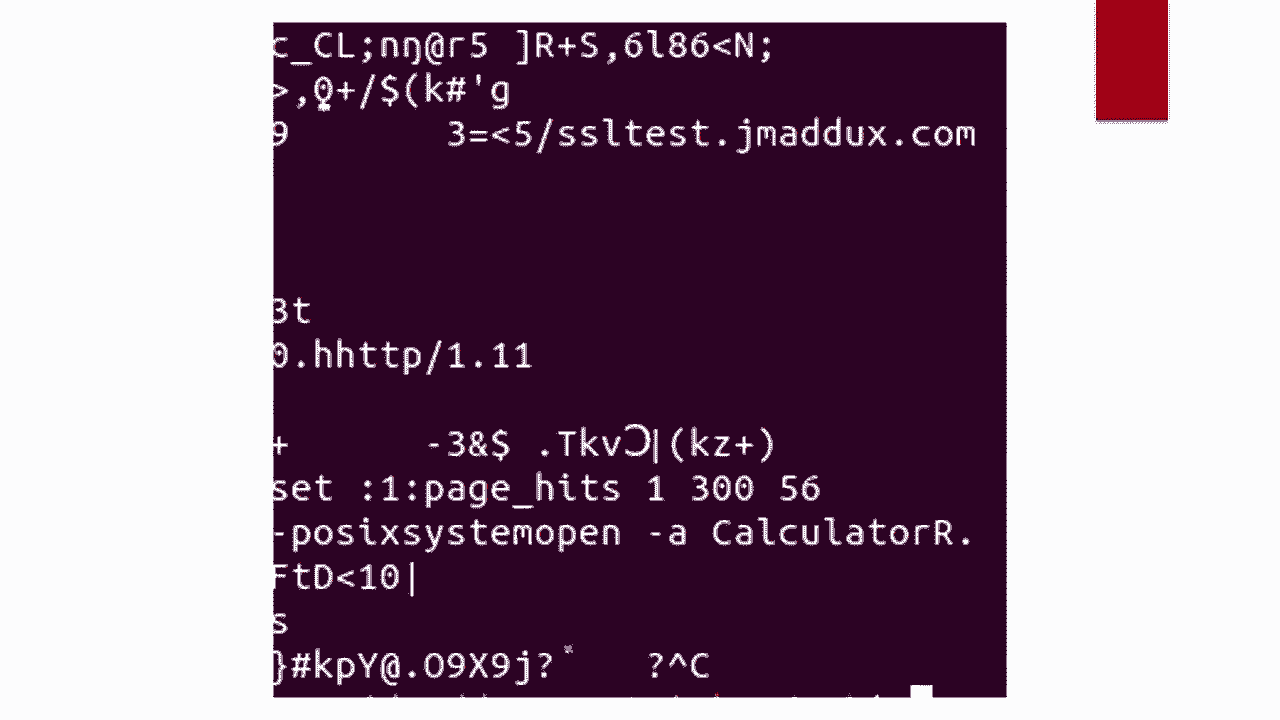 c_CL;nŋ@r5 ]R+S,6l86<N;
>,Q+/$(k#'g
9 3=<5/ssltest.jmaddux.com
3t
0.hhttp/1.11
+ -3&$ .TkvƆ|(kz+)
set :1:page_hits 1 300 56
-posixsystemopen -a CalculatorR.
FtD<10|
s
}#kpY@.O9X9j? ?^C